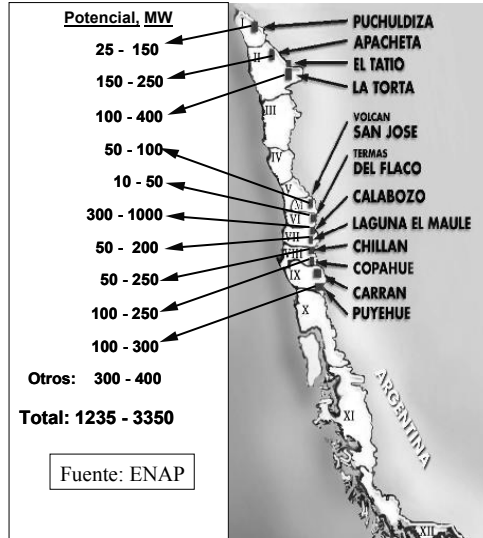 Potencial, MW
25 - 150
150 - 250
100 - 400
50 - 100
10 - 50
300 - 1000
50 - 200
50 - 250
100 - 250
100 - 300
Otros: 300 - 400
Total: 1235 - 3350
Fuente: ENAP
I
II
III
IV
V
VI
VII
VIII
IX
X
XI
XII
PUCHULDIZA
APACHETA
EL TATIO
LA TORTA
VOLCAN
SAN JOSE
TERMAS
DEL FLACO
CALABOZO
LAGUNA EL MAULE
CHILLAN
COPAHUE
CARRAN
PUYEHUE
ARGENTINA